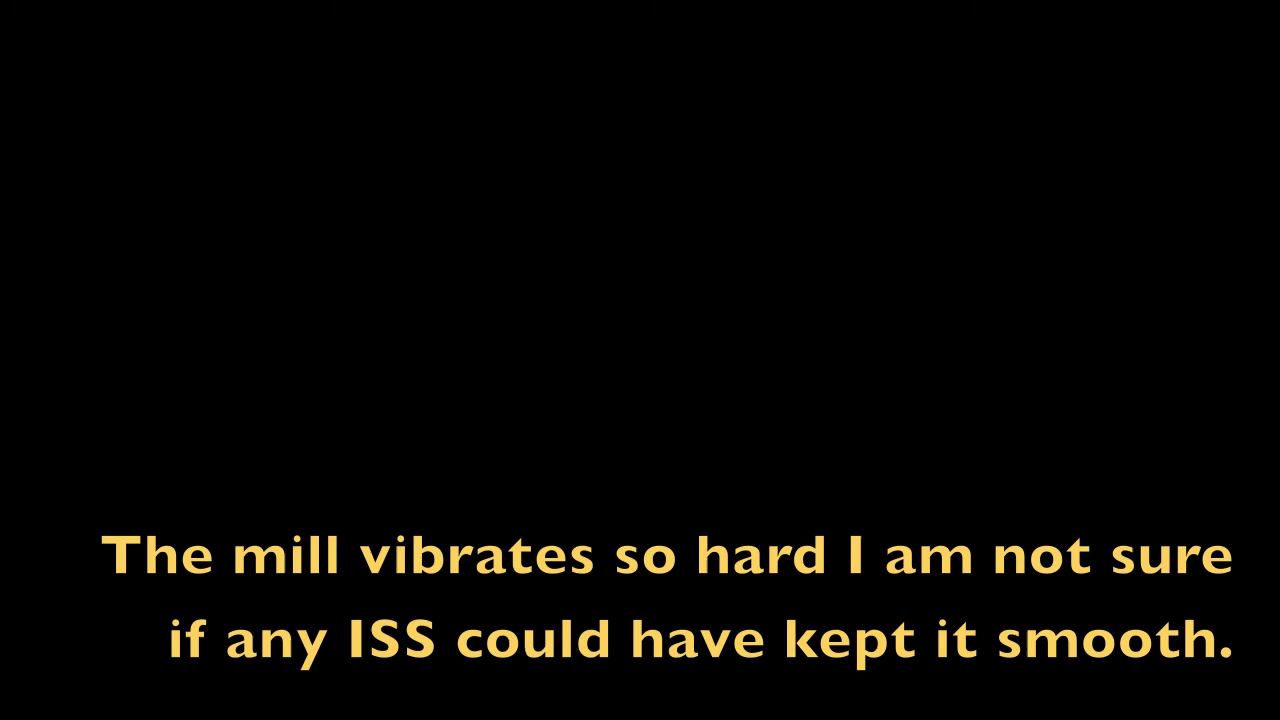 The mill vibrates so hard I am not sure
if any ISS could have kept it smooth.